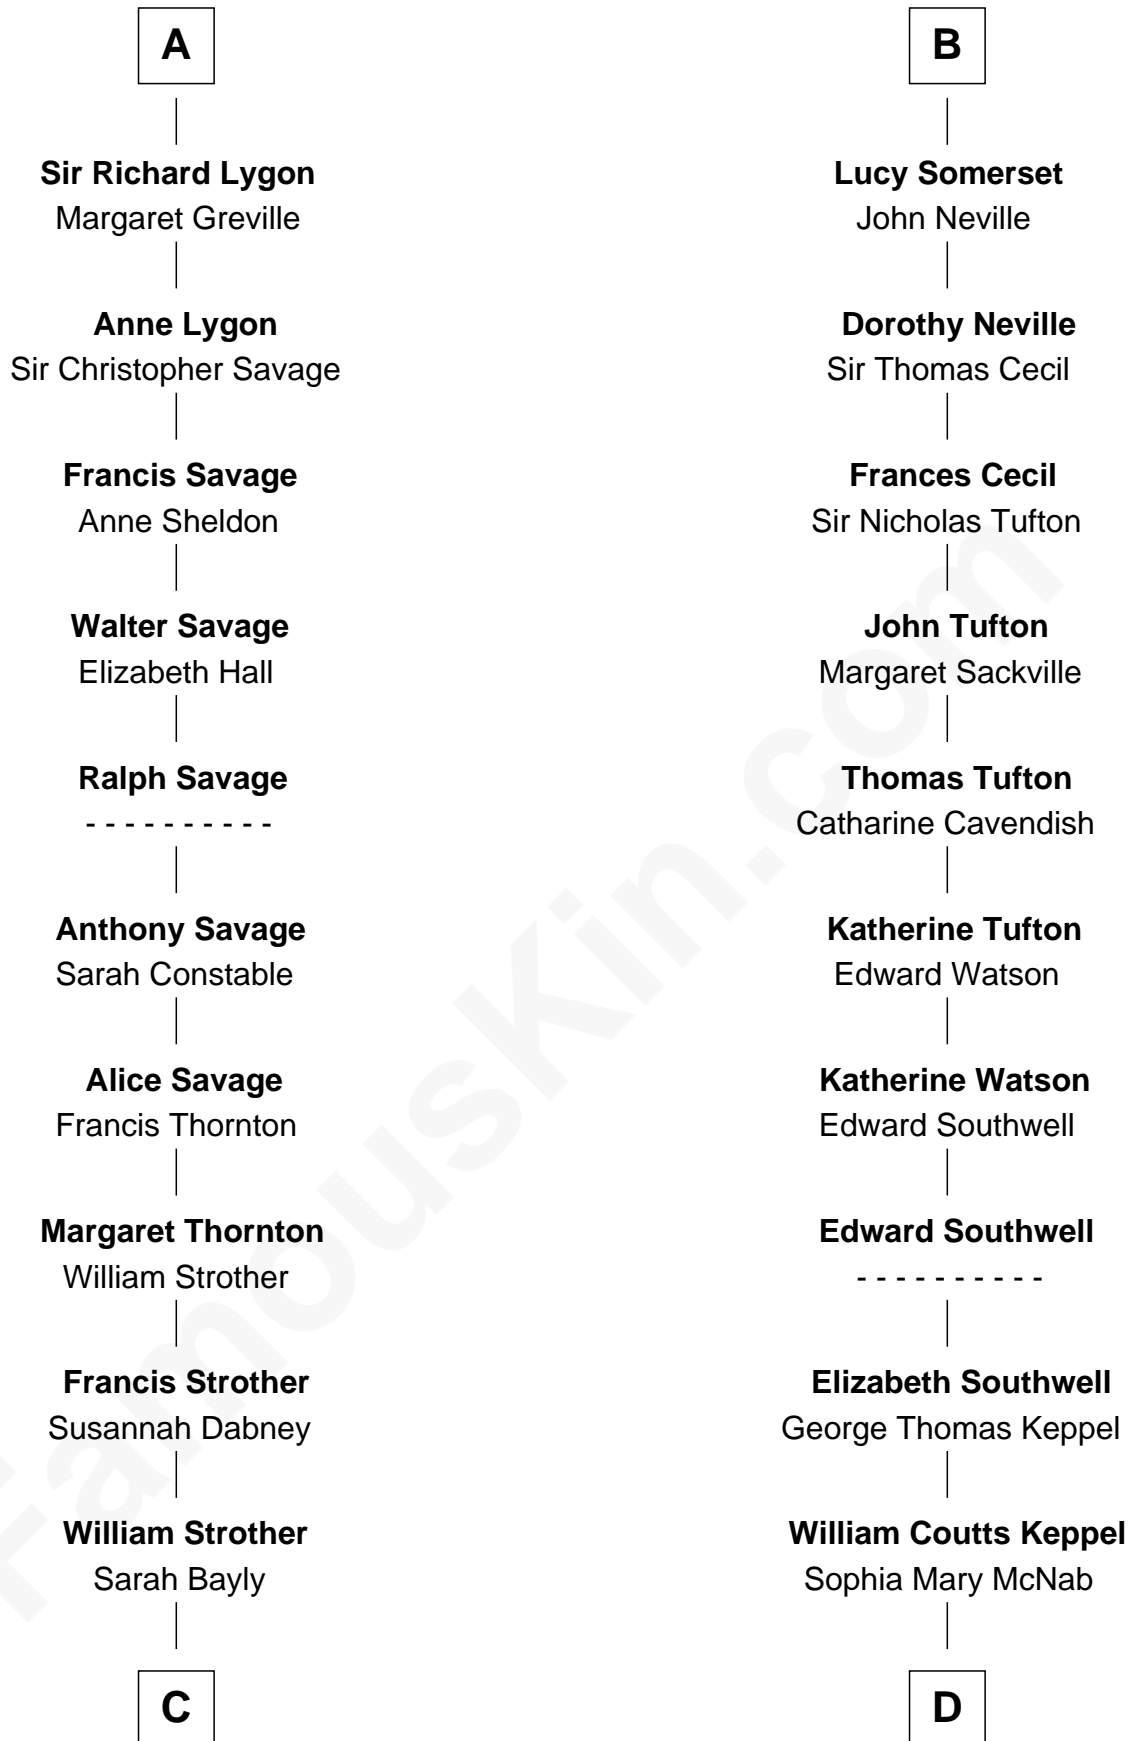 A
Sir Richard Lygon
Margaret Greville
Anne Lygon
Sir Christopher Savage
Francis Savage
Anne Sheldon
Walter Savage
Elizabeth Hall
Ralph Savage
- - - - - - - - - -
Anthony Savage
Sarah Constable
Alice Savage
Francis Thornton
Margaret Thornton
William Strother
Francis Strother
Susannah Dabney
William Strother
Sarah Bayly
C
B
Lucy Somerset
John Neville
Dorothy Neville
Sir Thomas Cecil
Frances Cecil
Sir Nicholas Tufton
John Tufton
Margaret Sackville
Thomas Tufton
Catharine Cavendish
Katherine Tufton
Edward Watson
Katherine Watson
Edward Southwell
Edward Southwell
- - - - - - - - - -
Elizabeth Southwell
George Thomas Keppel
William Coutts Keppel
Sophia Mary McNab
D
FamousKin.com